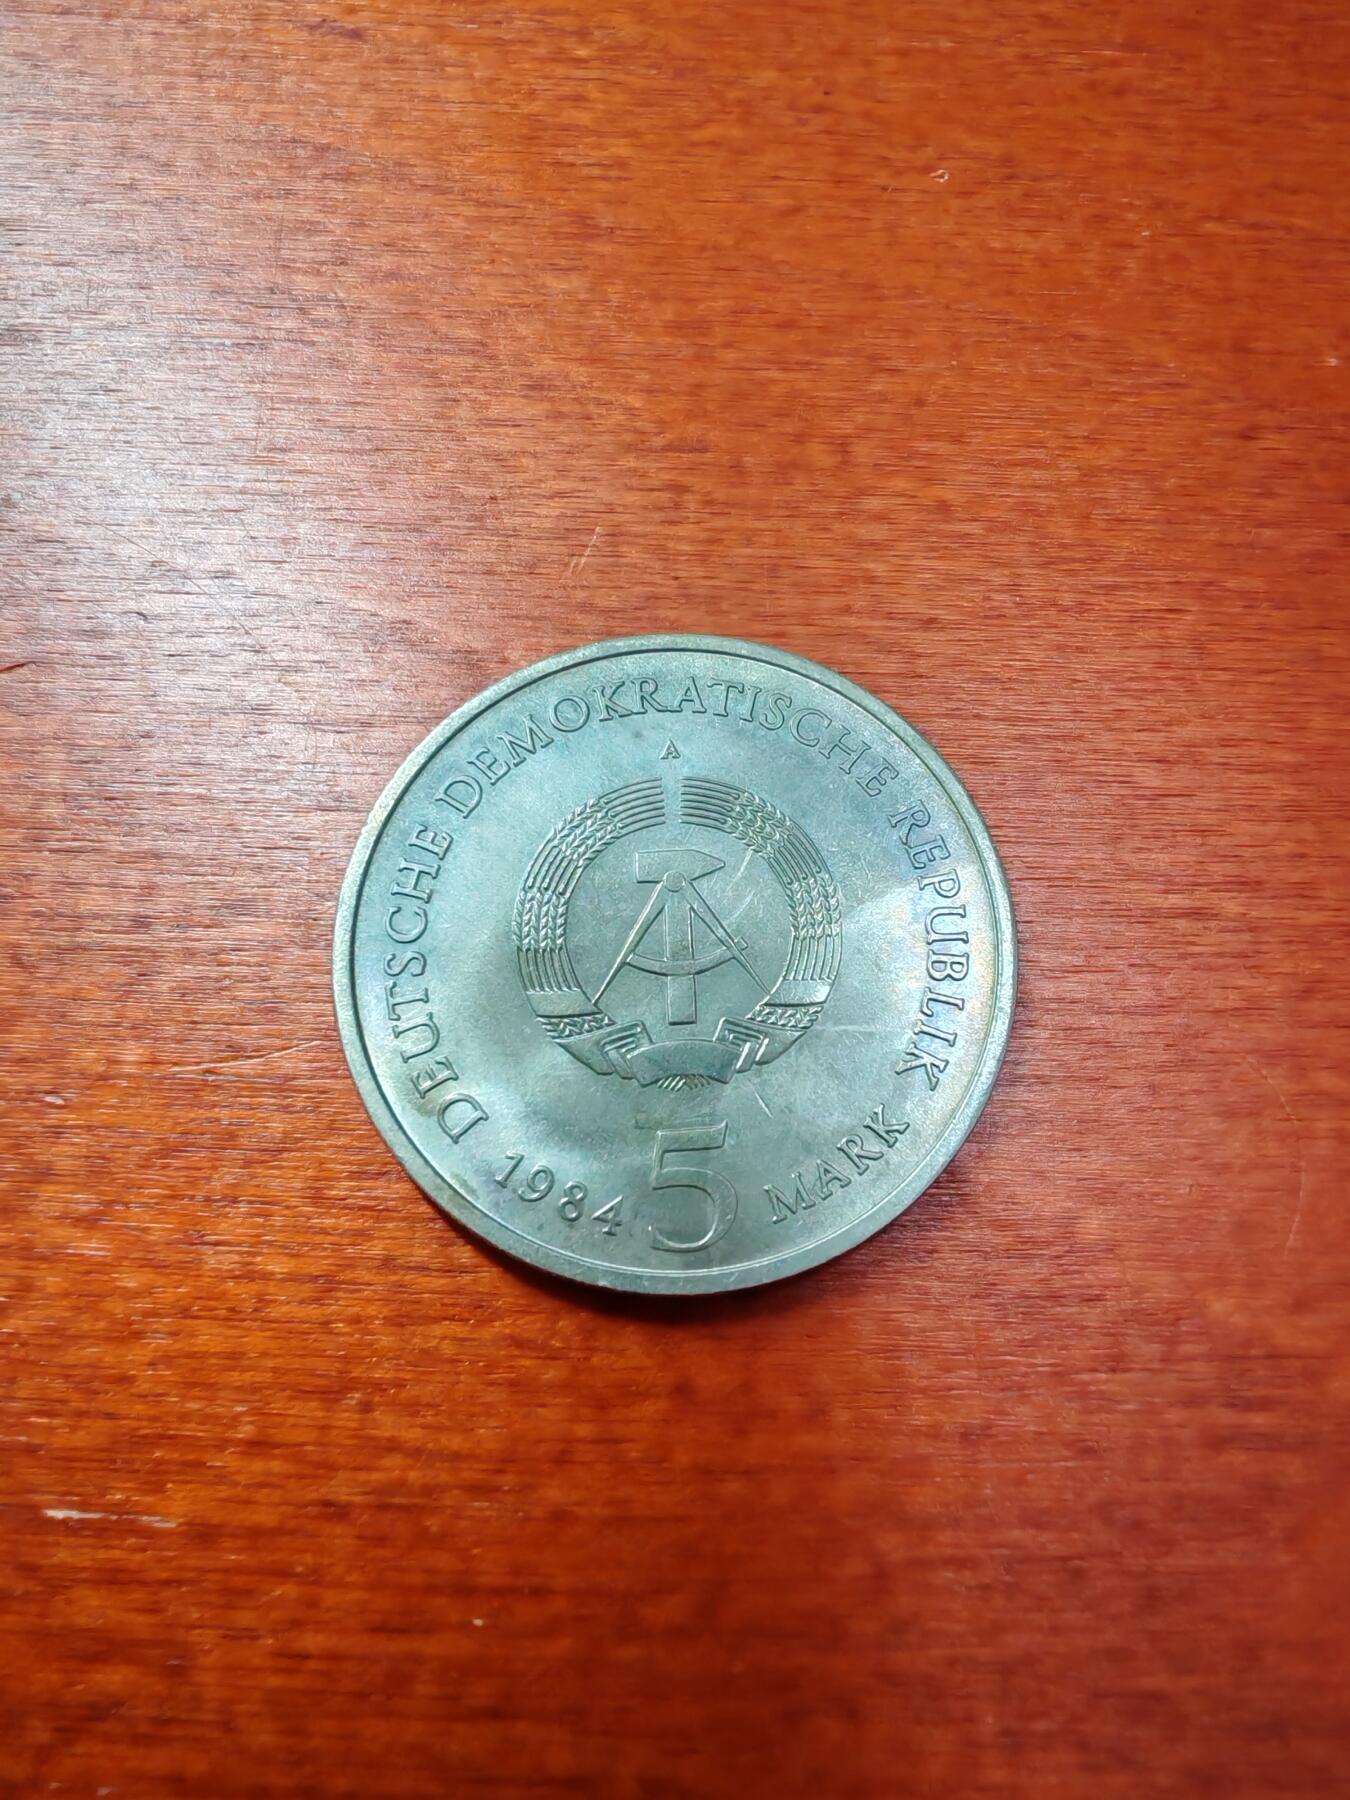 DEUTSCHE DEMOKRATISCHE REPUBLIK
A
1984 5 MARK